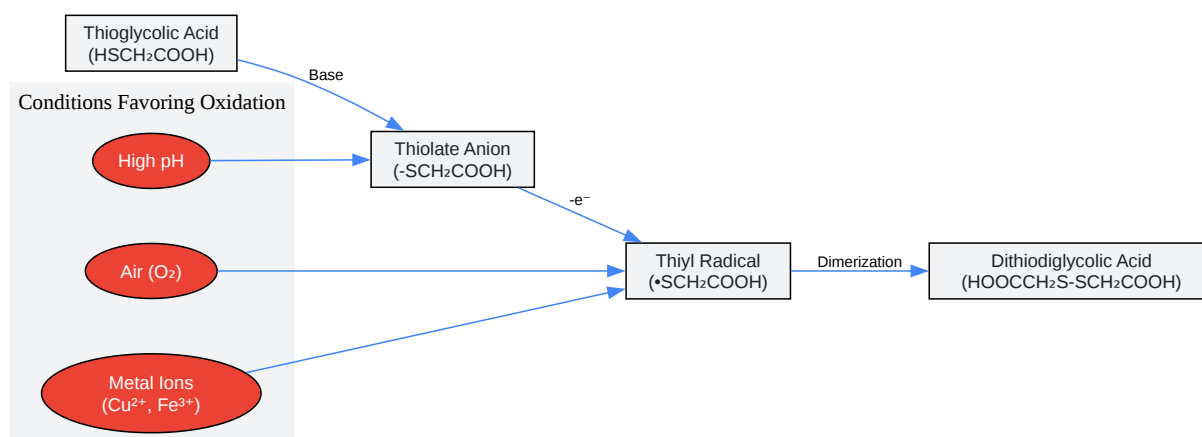 Thioglycolic Acid
(HSCH₂COOH)
Base
Conditions Favoring Oxidation
High pH
Thiolate Anion
(-SCH₂COOH)
-e⁻
Air (O₂)
Thiyl Radical
(•SCH₂COOH)
Dimerization
Dithiodiglycolic Acid
(HOOCCH₂S-SCH₂COOH)
Metal Ions
(Cu²⁺, Fe³⁺)